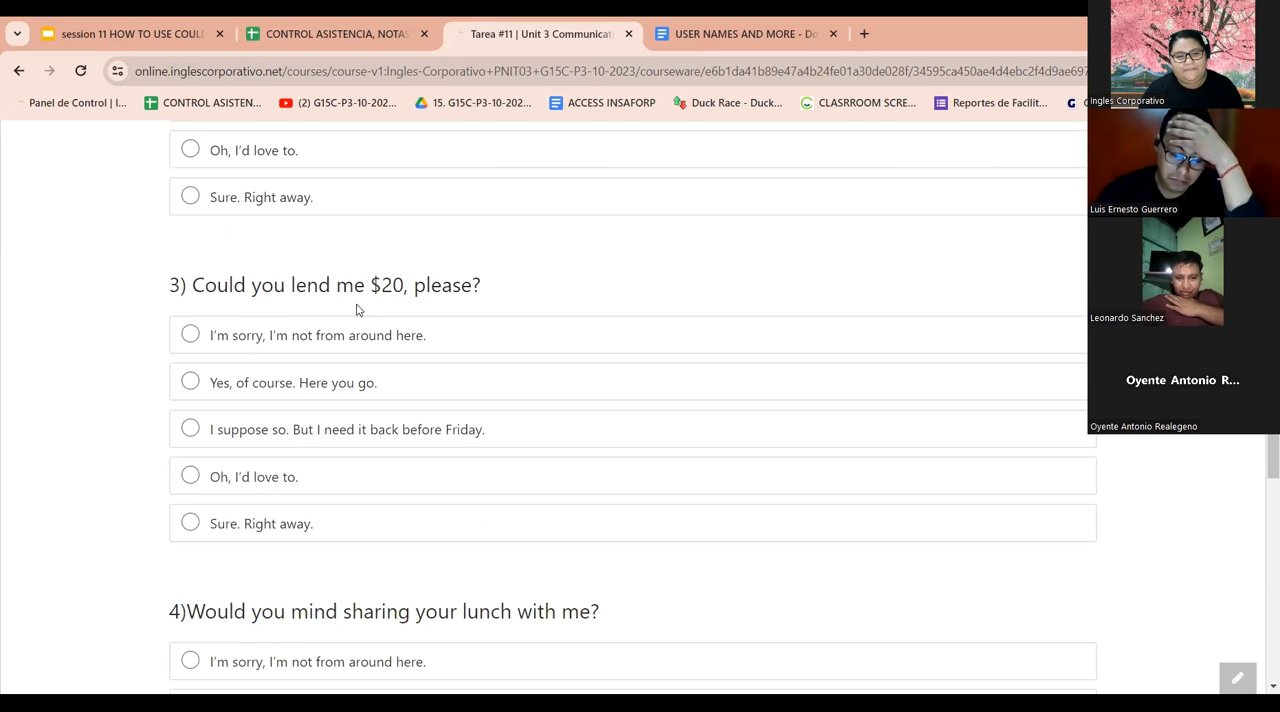 session 11 HOW TO USE COUL
CONTROL ASISTENCIA, NOTAS
Tarea #11 | Unit 3 Communicati
USER NAMES AND MORE - Do
online.inglescorporativo.net/courses/course-v1:Ingles-Corporativo+PNIT03+G15C-P3-10-2023/courseware/e6b1da41b89e47a4b24fe01a30de028f/34595ca450ae4d4ebc2f4d9ae697
Panel de Control | I...
CONTROL ASISTEN...
(2) G15C-P3-10-202...
15. G15C-P3-10-202...
ACCESS INSAFORP
Duck Race - Duck...
CLASRROOM SCRE...
Reportes de Facilit...
Ingles Corporativo
Oh, I'd love to.
Sure. Right away.
Luis Ernesto Guerrero
3) Could you lend me $20, please?
I'm sorry, I'm not from around here.
Leonardo Sanchez
Yes, of course. Here you go.
Oyente Antonio R...
I suppose so. But I need it back before Friday.
Oyente Antonio Realegeno
Oh, I'd love to.
Sure. Right away.
4)Would you mind sharing your lunch with me?
I'm sorry, I'm not from around here.